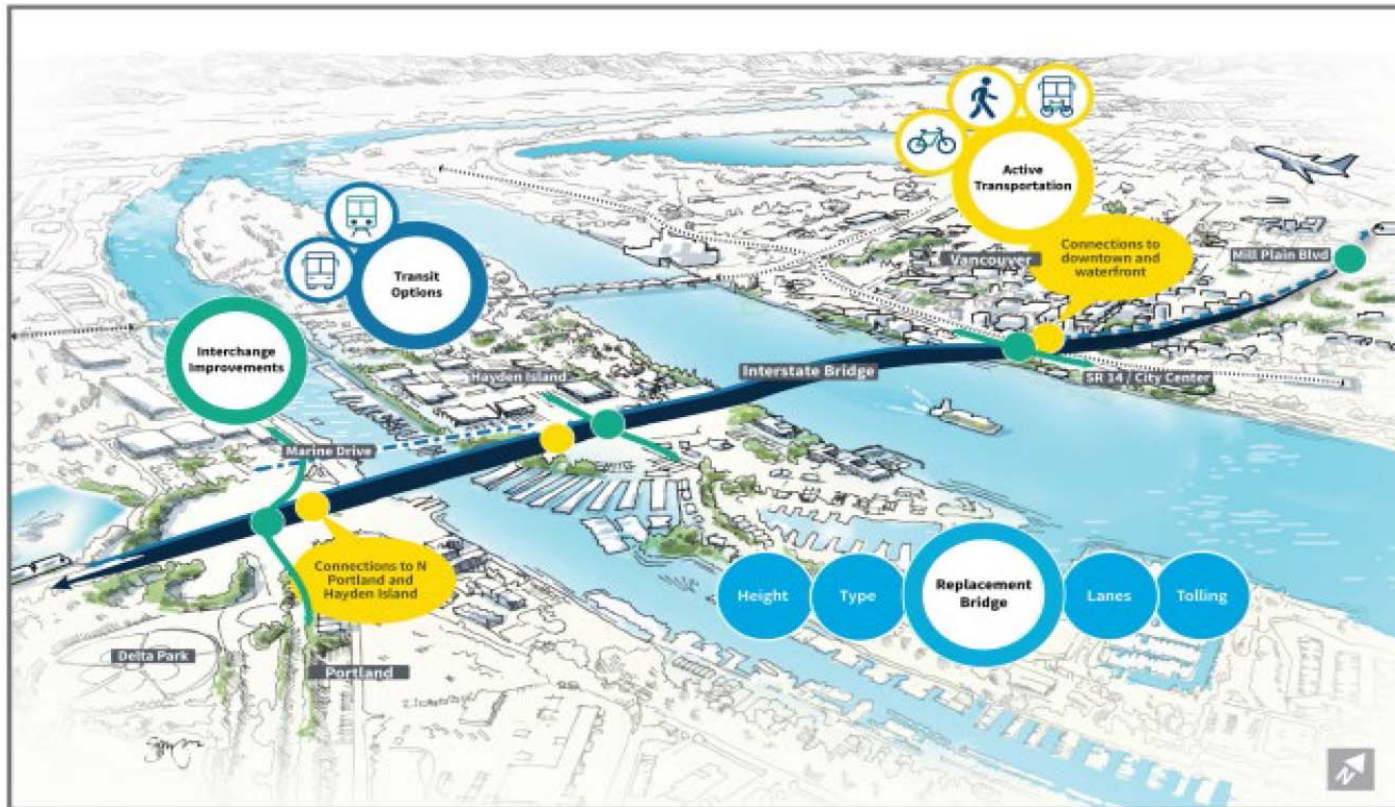 Active
Transportation
Connections to
downtown and
waterfront
Vancouver
Mill Plain Blvd
Transit
Options
Interchange
Improvements
Hayden Island
Interstate Bridge
SR 14 / City Center
Marine Drive
Connections to N
Portland and
Hayden Island
Height
Type
Replacement
Bridge
Lanes
Tolling
Delta Park
Portland
N